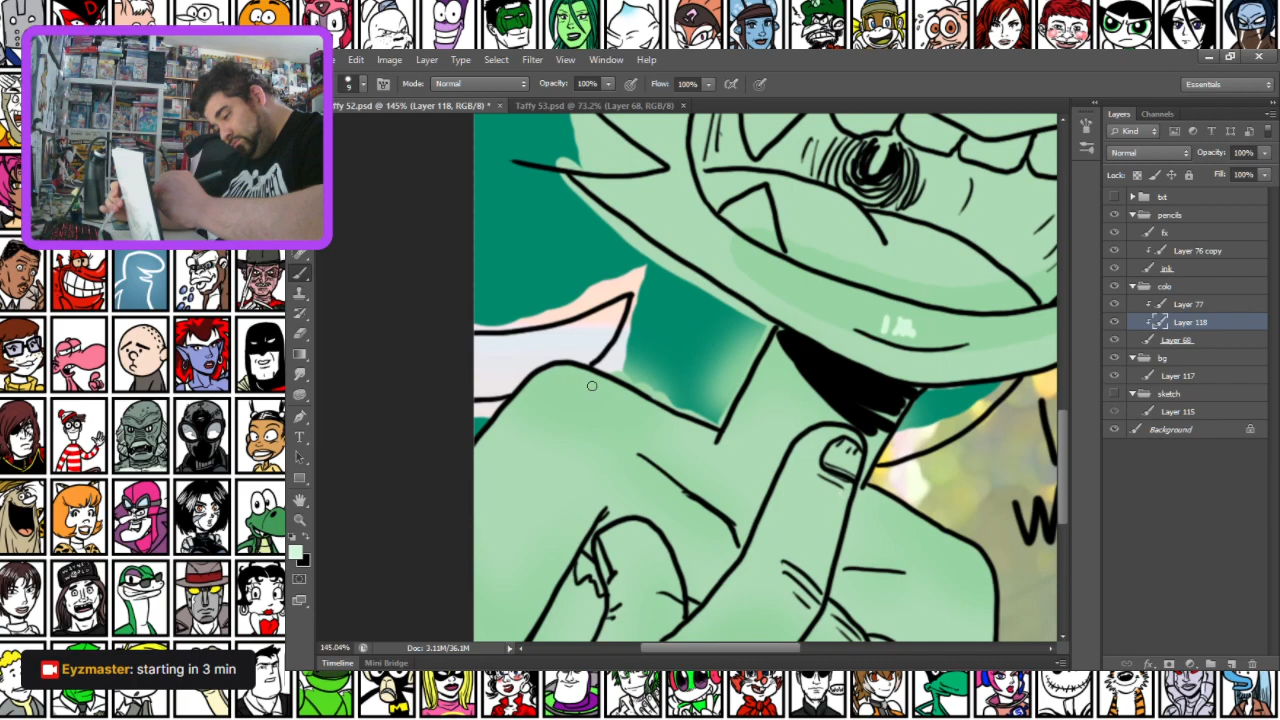 Edit Image Layer Type Select Filter View Window Help
9 Mode: Normal Opacity: 100% Flow: 100% Essentials
ffy 52.psd @ 145% (Layer 118, RGB/8) * × Taffy 53.psd @ 73.2% (Layer 68, RGB/8) ×
Layers Channels
Kind
Normal Opacity: 100%
Lock: Fill: 100%
txt
pencils
fx
Layer 76 copy
ink
colo
Layer 77
Layer 118
Layer 68
bg
Layer 117
sketch
Layer 115
Background
W
145.04% Doc: 3.11M/36.1M
Timeline Mini Bridge
Eyzmaster: starting in 3 min